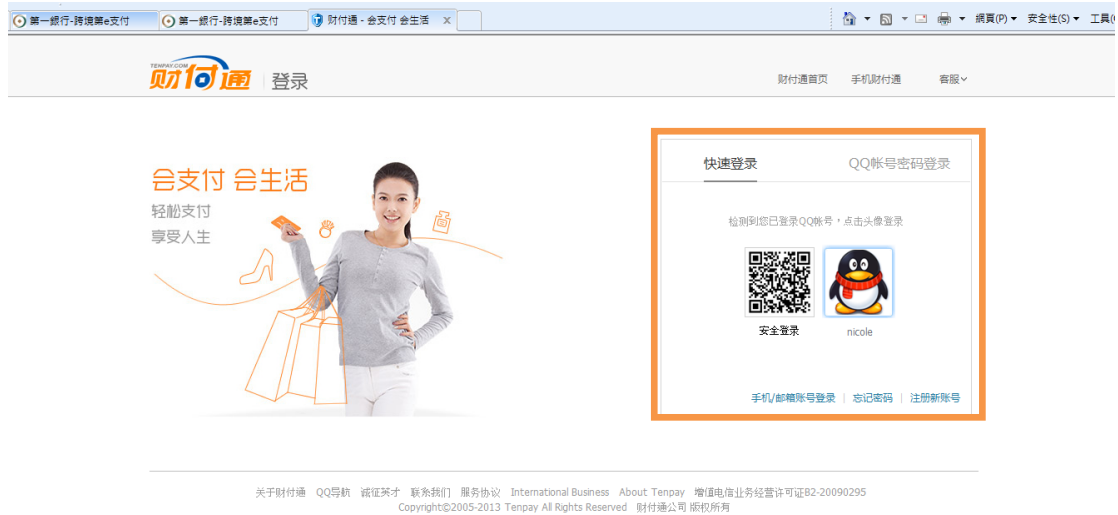 第一銀行-跨境第e支付 第一銀行-跨境第e支付 财付通 - 会支付 会生活 x 網頁(P) 安全性(S) 工具(
TENPAY.COM
财付通 登录 财付通首页 手机财付通 客服
会支付 会生活
轻松支付
享受人生
快速登录 QQ帐号密码登录
检测到您已登录QQ帐号，点击头像登录
安全登录 nicole
手机/邮箱账号登录 | 忘记密码 | 注册新账号
关于财付通 QQ导航 诚征英才 联系我们 服务协议 International Business About Tenpay 增值电信业务经营许可证B2-20090295
Copyright©2005-2013 Tenpay All Rights Reserved 财付通公司 版权所有